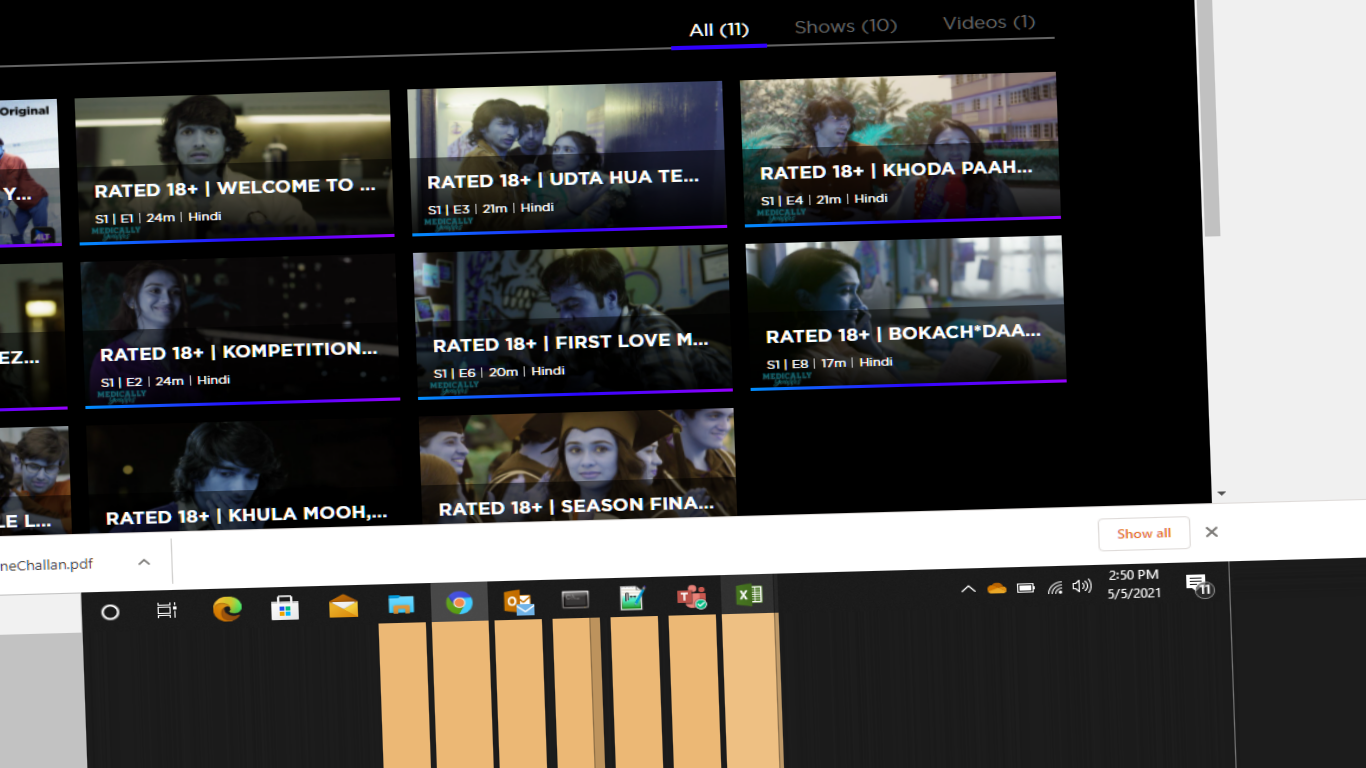 All (11)
Shows (10)
Videos (1)
Original
Y...
ALT
RATED 18+ | WELCOME TO ...
S1 | E1 | 24m | Hindi
MEDICALLY
RATED 18+ | UDTA HUA TE...
S1 | E3 | 21m | Hindi
MEDICALLY
RATED 18+ | KHODA PAAH...
S1 | E4 | 21m | Hindi
MEDICALLY
EZ...
RATED 18+ | KOMPETITION...
S1 | E2 | 24m | Hindi
MEDICALLY
RATED 18+ | FIRST LOVE M...
S1 | E6 | 20m | Hindi
MEDICALLY
RATED 18+ | BOKACH*DAA...
S1 | E8 | 17m | Hindi
MEDICALLY
LE L...
RATED 18+ | KHULA MOOH,...
RATED 18+ | SEASON FINA...
neChallan.pdf
Show all
2:50 PM
5/5/2021
11